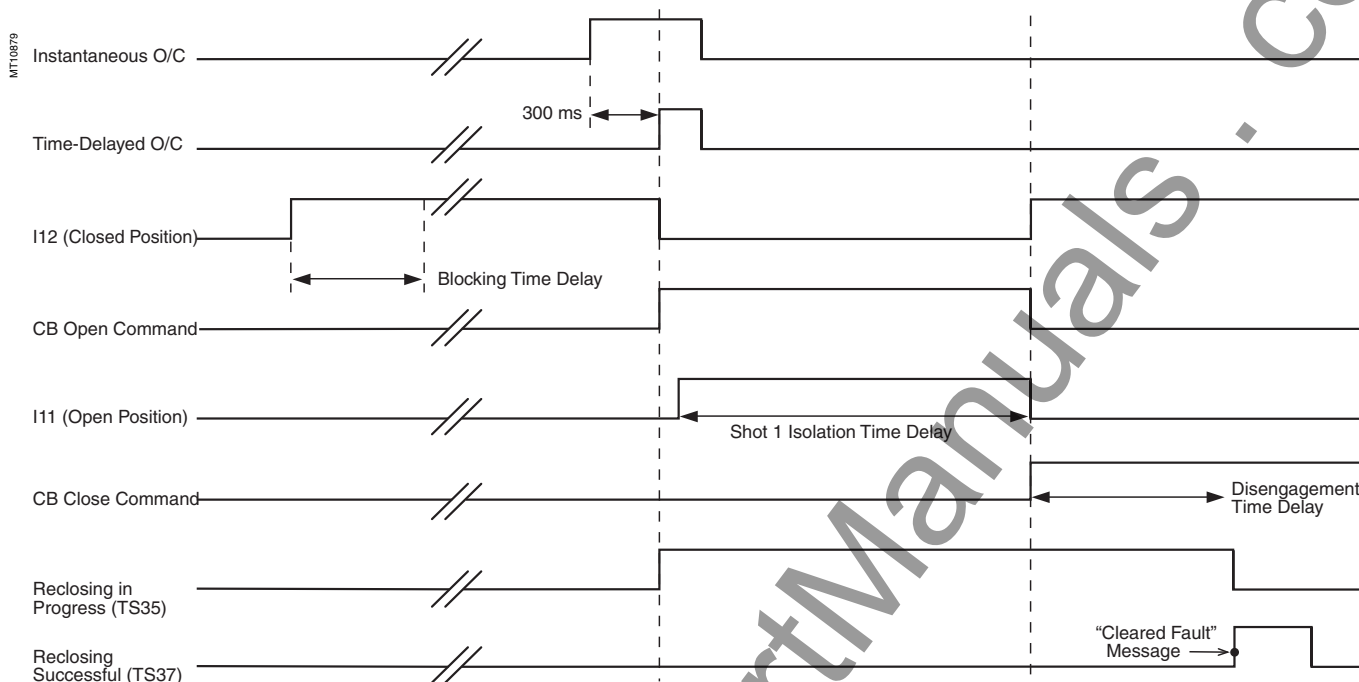 MT10879
Instantaneous O/C
300 ms
Time-Delayed O/C
I12 (Closed Position)
Blocking Time Delay
CB Open Command
I11 (Open Position)
Shot 1 Isolation Time Delay
CB Close Command
Disengagement
Time Delay
Reclosing in
Progress (TS35)
"Cleared Fault"
Message
Reclosing
Successful (TS37)
rtManuals . co